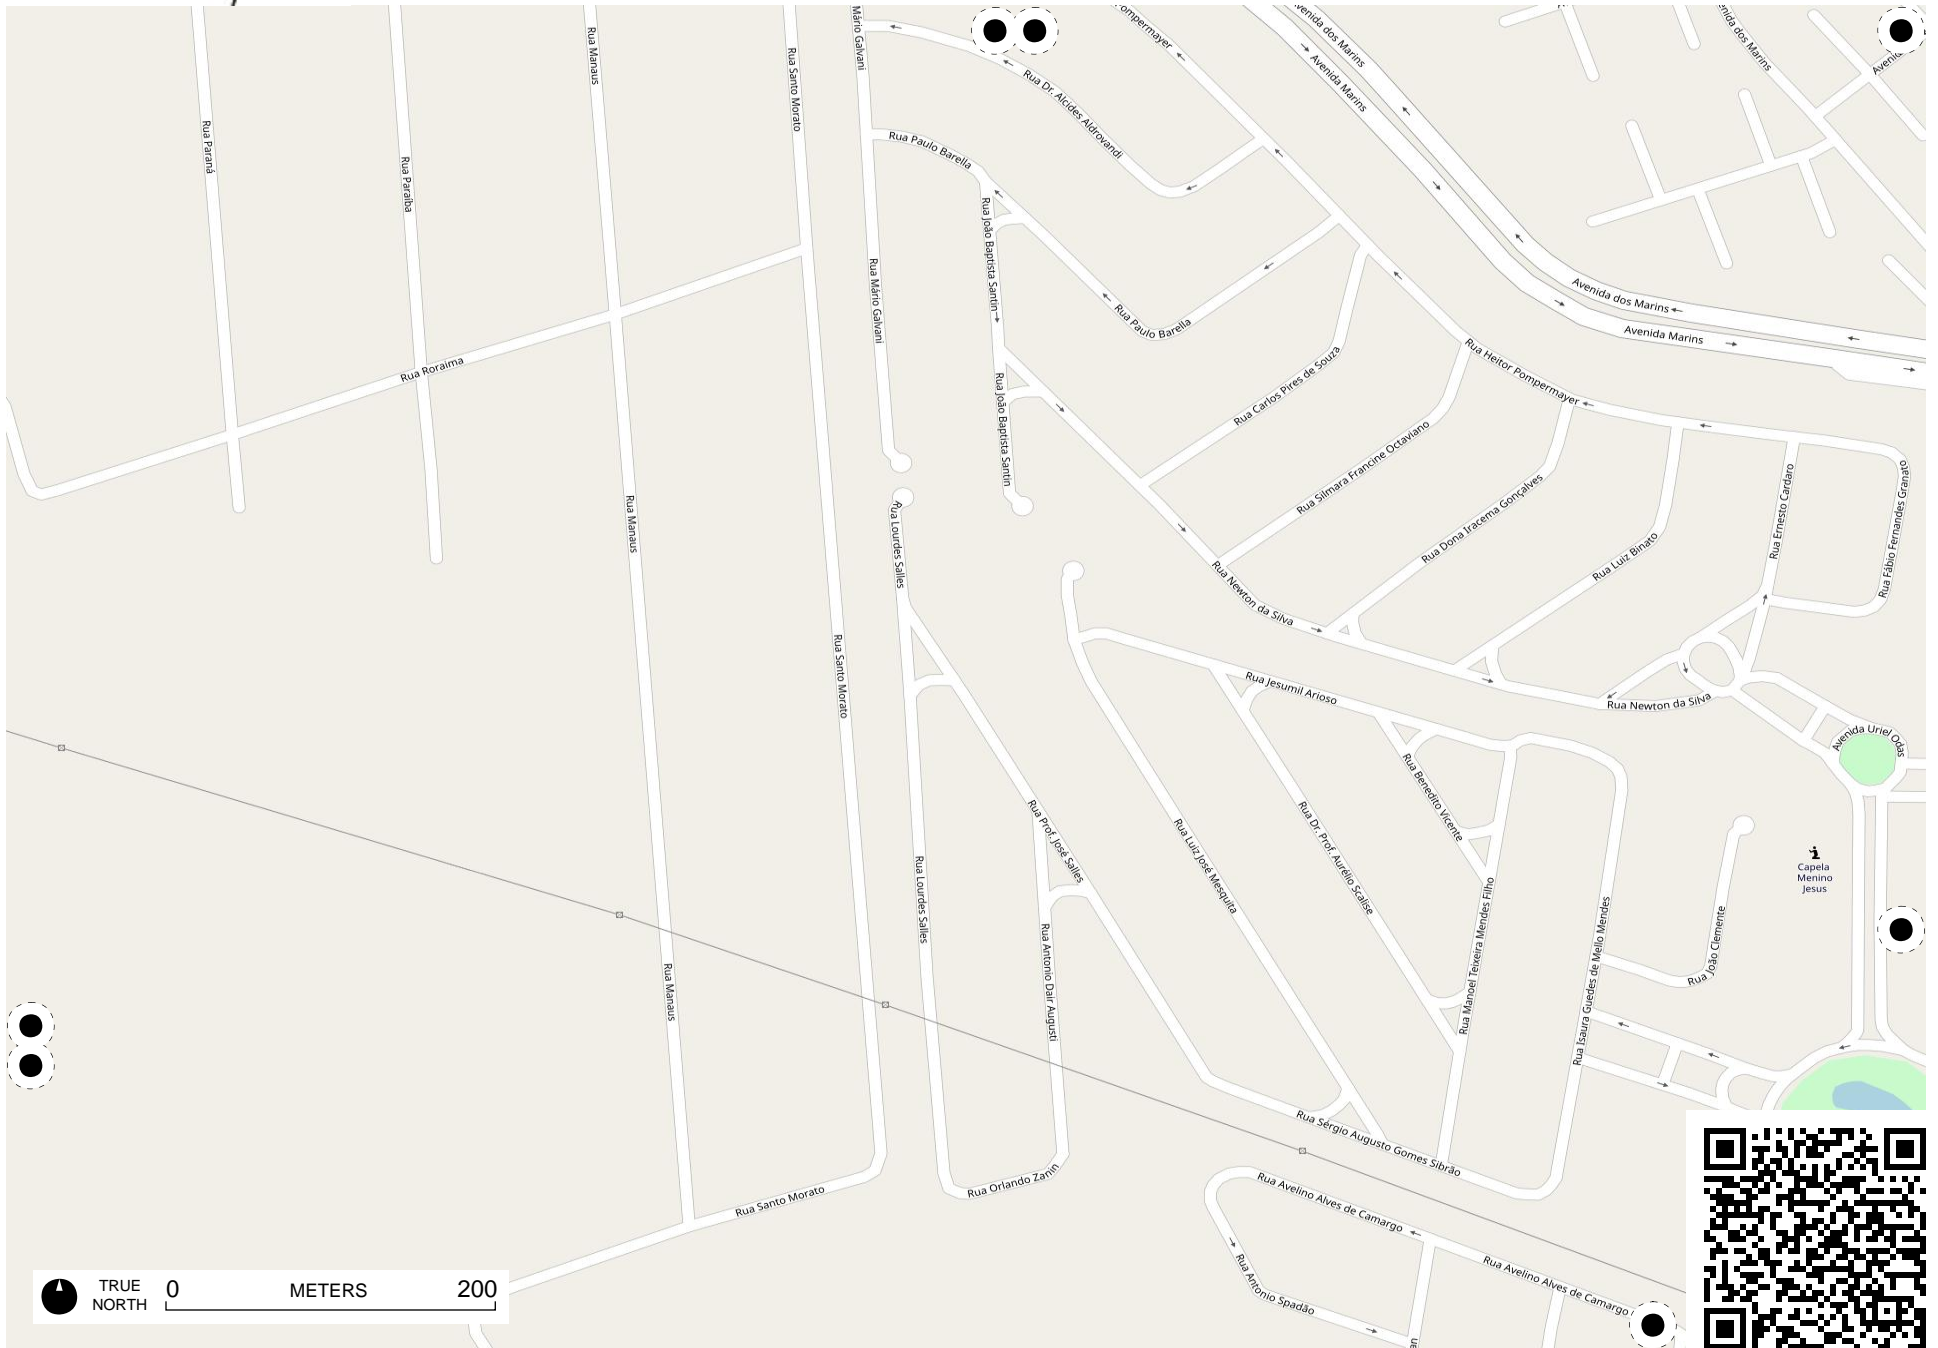 Mário Galvani
Pompermayer
Avenida dos Marins
Avenida Marins
enida dos Marins
Avenid
Rua Manaus
Rua Santo Morato
Rua Dr. Alcides Aldrovandi
Rua Paraná
Rua Paraíba
Rua Paulo Barella
Rua João Baptista Santin
Rua Mário Galvani
Rua Paulo Barella
Avenida dos Marins
Avenida Marins
Rua Roraima
Rua Carlos Pires de Souza
Rua Heitor Pompermayer
Rua João Baptista Santin
Rua Silmara Francine Octaviano
Rua Dona Iracema Gonçalves
Rua Luiz Binato
Rua Ernesto Cardaro
Rua Fábio Fernandes Granato
Rua Manaus
Rua Lourdes Salles
Rua Newton da Silva
Rua Santo Morato
Rua Jesumil Arioso
Rua Newton da Silva
Avenida Uriel Odas
Rua Benedito Vicente
Rua Prof. José Salles
Rua Luiz José Mesquita
Rua Dr. Prof. Aurélio Scalise
Capela
Menino
Jesus
Rua Lourdes Salles
Rua Manoel Teixeira Mendes Filho
Rua Isaura Guedes de Mello Mendes
Rua João Clemente
Rua Manaus
Rua Antonio Dair Augusti
Rua Sérgio Augusto Gomes Sibrão
Rua Santo Morato
Rua Orlando Zanin
Rua Avelino Alves de Camargo
Rua Antonio Spadão
Rua Avelino Alves de Camargo
an
TRUE
NORTH
0 METERS 200